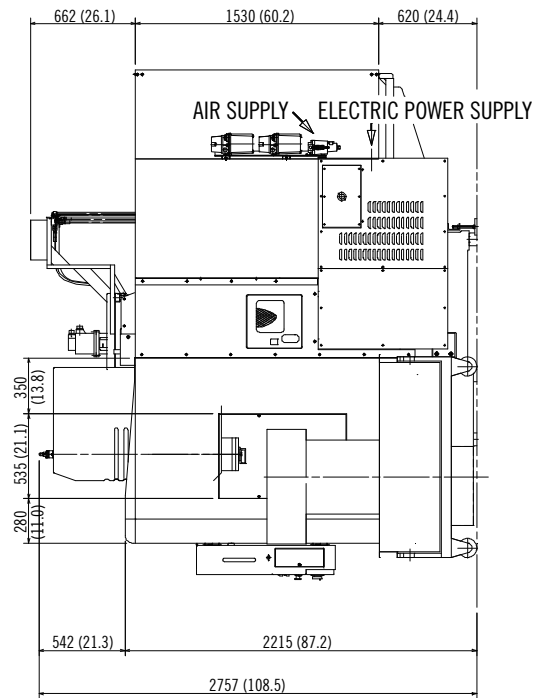 662 (26.1) 1530 (60.2) 620 (24.4)
AIR SUPPLY ELECTRIC POWER SUPPLY
350
(13.8)
535 (21.1)
280
(11.0)
542 (21.3) 2215 (87.2)
2757 (108.5)